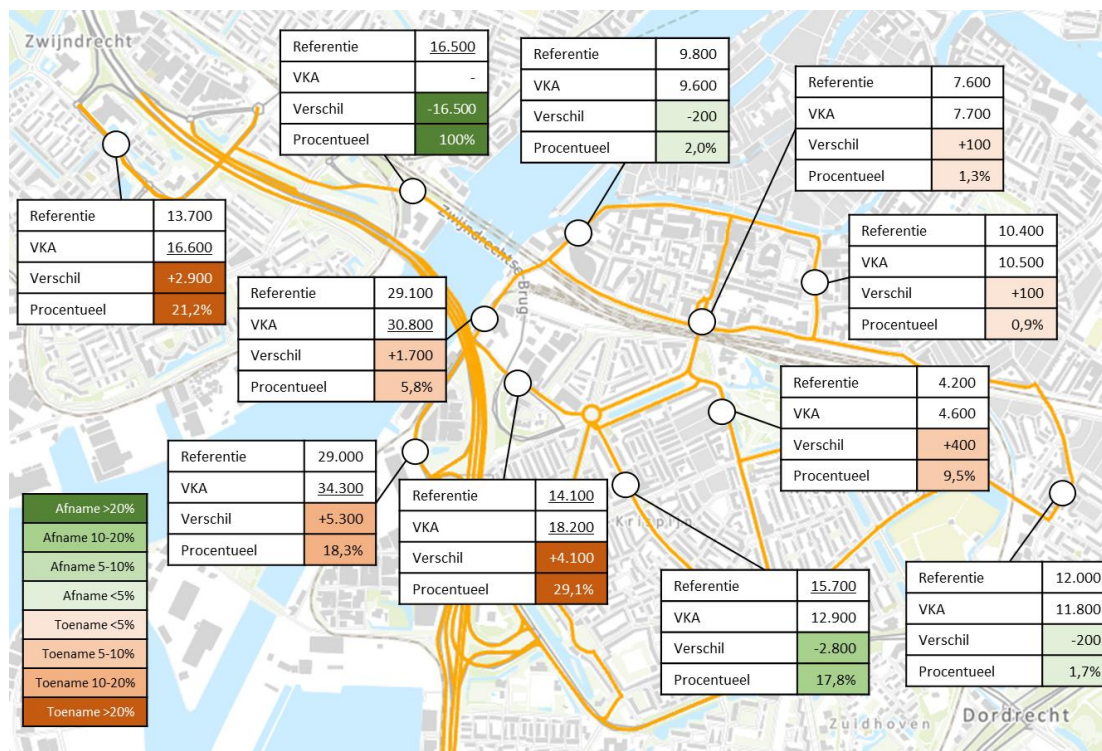 Zwijndrecht
Referentie 16.500
VKA -
Verschil -16.500
Procentueel 100%
Referentie 9.800
VKA 9.600
Verschil -200
Procentueel 2,0%
Referentie 7.600
VKA 7.700
Verschil +100
Procentueel 1,3%
Referentie 13.700
VKA 16.600
Verschil +2.900
Procentueel 21,2%
Zwijndrechtse Brug
Referentie 10.400
VKA 10.500
Verschil +100
Procentueel 0,9%
Referentie 29.100
VKA 30.800
Verschil +1.700
Procentueel 5,8%
Referentie 4.200
VKA 4.600
Verschil +400
Procentueel 9,5%
Referentie 29.000
VKA 34.300
Verschil +5.300
Procentueel 18,3%
Referentie 14.100
VKA 18.200
Verschil +4.100
Procentueel 29,1%
Krispijn
Referentie 15.700
VKA 12.900
Verschil -2.800
Procentueel 17,8%
Referentie 12.000
VKA 11.800
Verschil -200
Procentueel 1,7%
Afname >20%
Afname 10-20%
Afname 5-10%
Afname <5%
Toename <5%
Toename 5-10%
Toename 10-20%
Toename >20%
Zuidhoven
Dordrecht